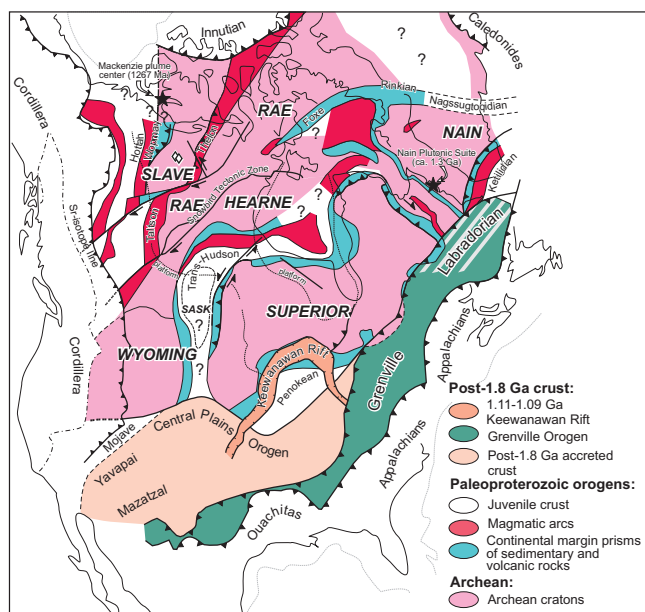 Innuitian
Caledonides
Mackenzie plume
center (1267 Ma)
?
?
?
?
?
Cordillera
RAE
Foxe
Rinkian
Nagssugtoqidian
?
Hottah
Wopmay
Thelon
NAIN
Nain Plutonic Suite
(ca. 1.3 Ga)
Ketilidian
SLAVE
Snowbird Tectonic Zone
RAE
HEARNE
?
Taltson
Sr-isotope line
Labradorian
platform
Trans-Hudson
platform
SASK
?
SUPERIOR
Appalachians
WYOMING
?
Cordillera
Keewanawan Rift
Penokean
Grenville
Mojave
Central Plains
Orogen
Yavapai
Mazatzal
Ouachitas
Appalachians
Post-1.8 Ga crust:
1.11-1.09 Ga
Keewanawan Rift
Grenville Orogen
Post-1.8 Ga accreted
crust
Paleoproterozoic orogens:
Juvenile crust
Magmatic arcs
Continental margin prisms
of sedimentary and
volcanic rocks
Archean:
Archean cratons